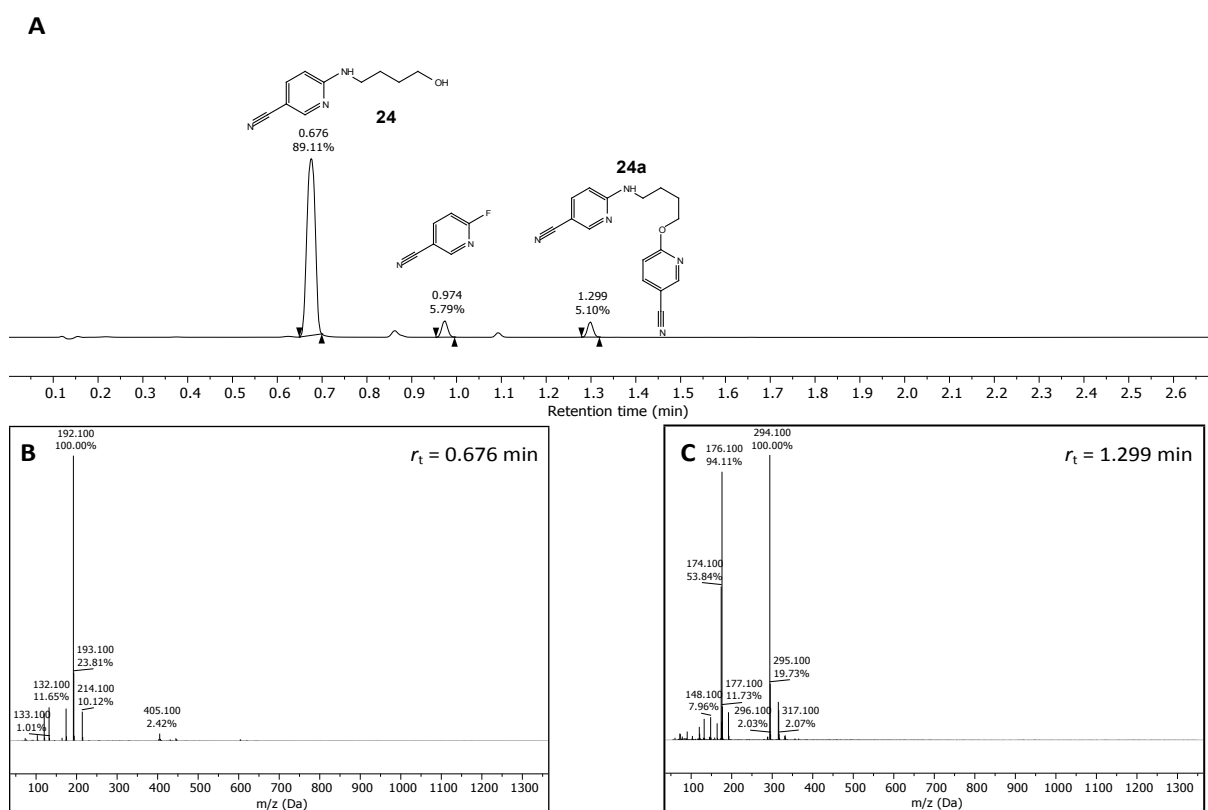 A
NH
OH
N
N
24
0.676
89.11%
24a
NH
N
N
O
N
N
F
N
N
0.974
5.79%
1.299
5.10%
0.1 0.2 0.3 0.4 0.5 0.6 0.7 0.8 0.9 1.0 1.1 1.2 1.3 1.4 1.5 1.6 1.7 1.8 1.9 2.0 2.1 2.2 2.3 2.4 2.5 2.6
Retention time (min)
B
rt = 0.676 min
192.100
100.00%
193.100
23.81%
132.100
11.65%
214.100
10.12%
133.100
1.01%
405.100
2.42%
100 200 300 400 500 600 700 800 900 1000 1100 1200 1300
m/z (Da)
C
rt = 1.299 min
294.100
100.00%
176.100
94.11%
174.100
53.84%
295.100
19.73%
148.100
7.96%
177.100
11.73%
296.100
2.03%
317.100
2.07%
100 200 300 400 500 600 700 800 900 1000 1100 1200 1300
m/z (Da)